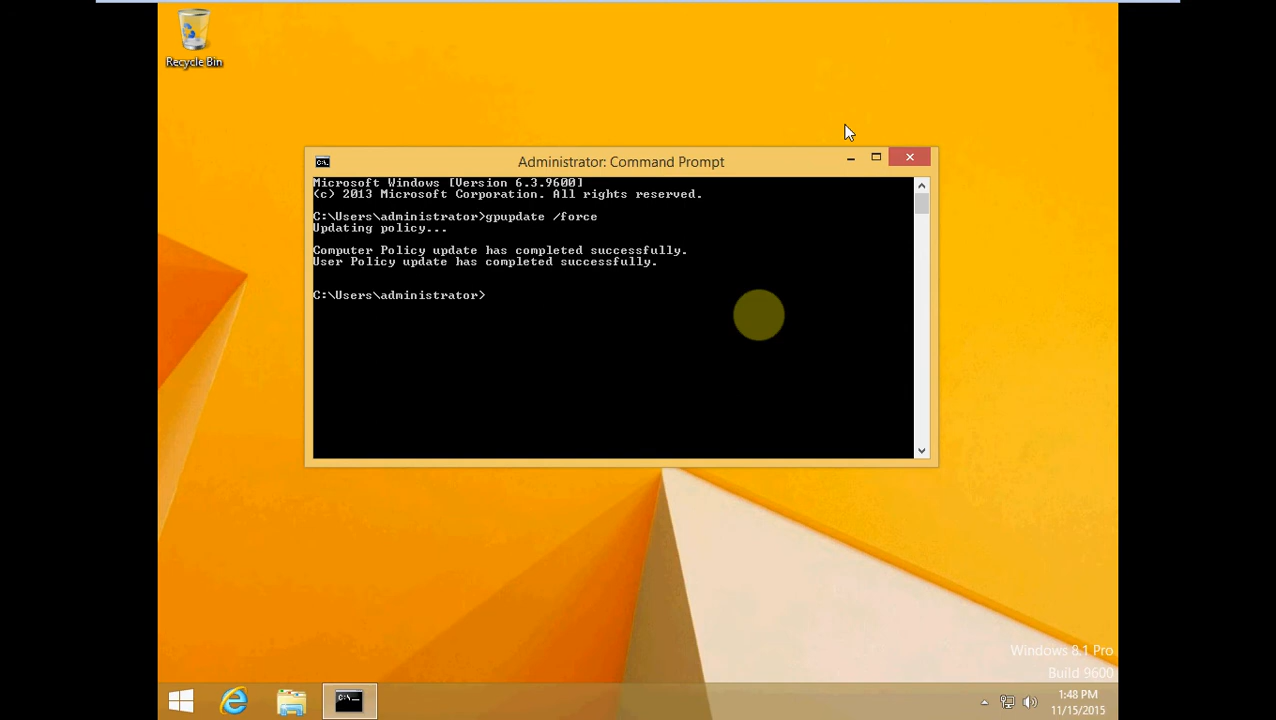 Recycle Bin
Administrator: Command Prompt
Microsoft Windows [Version 6.3.9600]
(c) 2013 Microsoft Corporation. All rights reserved.
C:\Users\administrator>gpupdate /force
Updating policy...
Computer Policy update has completed successfully.
User Policy update has completed successfully.
C:\Users\administrator>
Windows 8.1 Pro
Build 9600
1:48 PM
11/15/2015